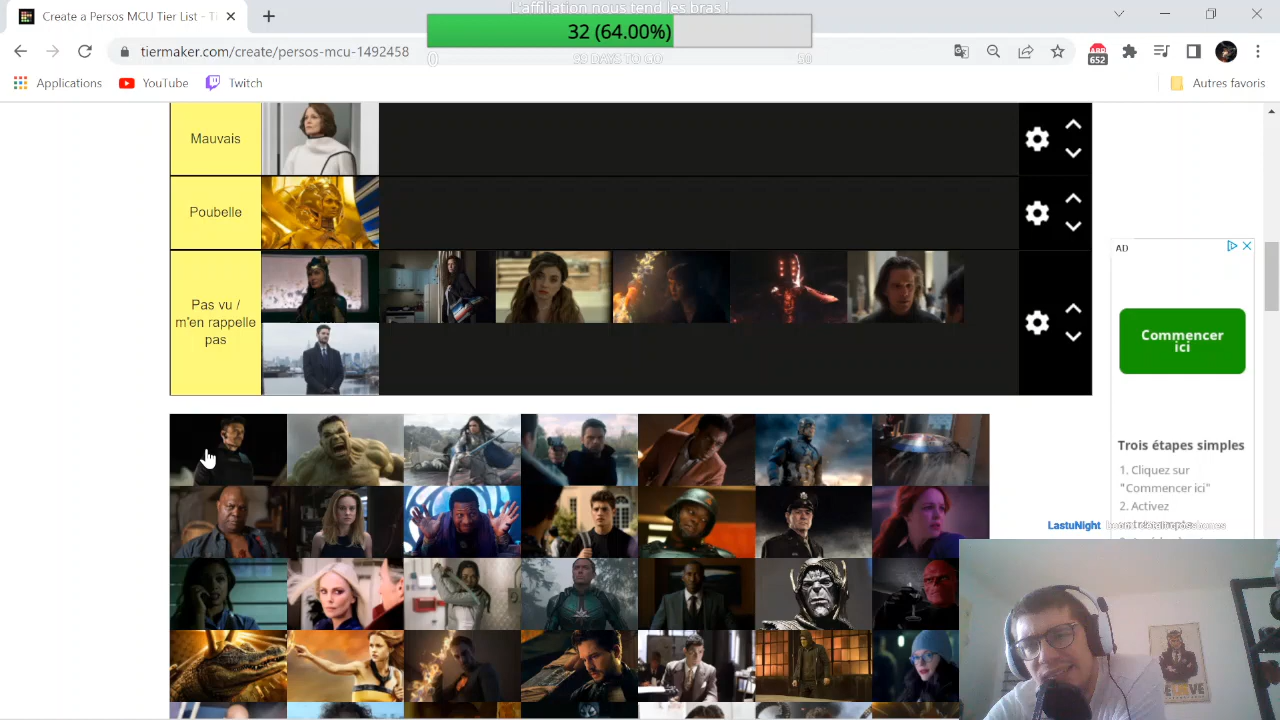 L'affiliation nous tend les bras !
Create a Persos MCU Tier List - Ti
32 (64.00%)
tiermaker.com/create/persos-mcu-1492458
ABP
652
Applications
YouTube
Twitch
Autres favoris
Mauvais
Poubelle
Pas vu /
m'en rappelle
pas
AD
Commencer
ici
Trois étapes simples
1. Cliquez sur
"Commencer ici"
2. Activez
LastuNight